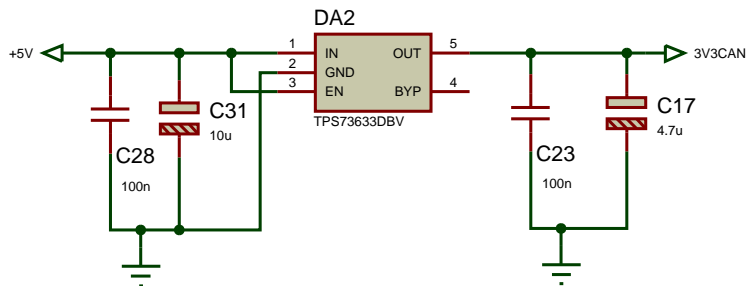 DA2
+5V
1
IN
OUT
5
3V3CAN
2
GND
3
EN
BYP
4
TPS73633DBV
C31
10u
C28
100n
C17
4.7u
C23
100n